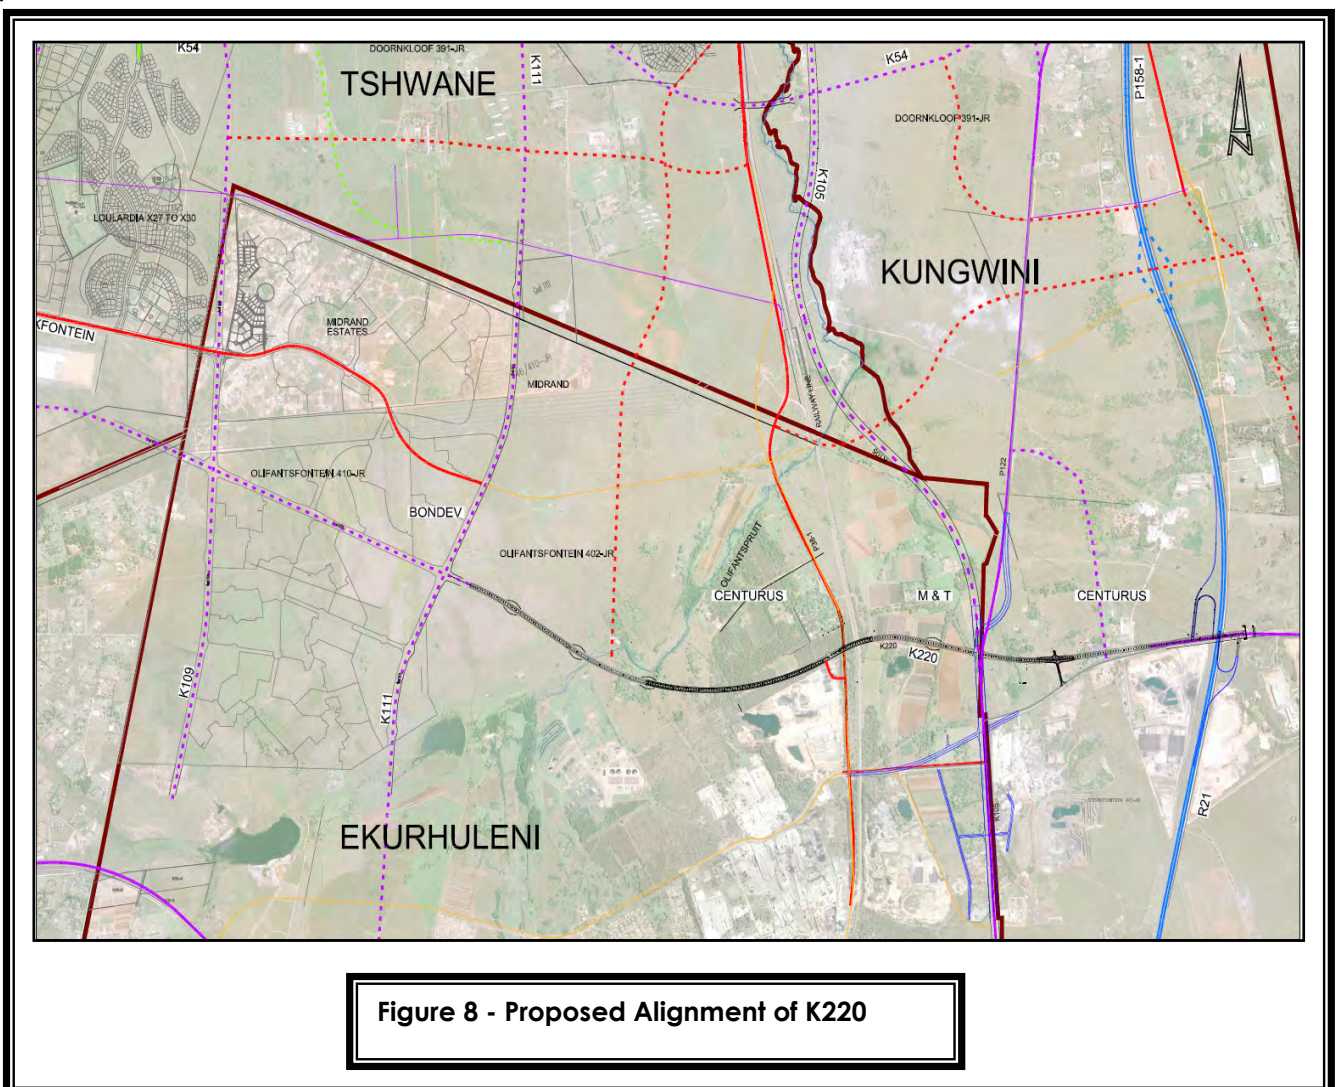 K54
DOORNKLOOF 391-JR
TSHWANE
K111
K54
P158-1
DOORNKLOOF 391-JR
N
K105
LOULARDIA X27 TO X30
KUNGWINI
MIDRAND
ESTATES
KFONTEIN
MIDRAND
RAILWAY LINE
K105
P122
OLIFANTSFONTEIN 410-JR
BONDEV
OLIFANTSFONTEIN 402-JR
P38-1
OLIFANTSPRUIT
CENTURUS
M & T
CENTURUS
K220
K220
K109
K111
R21
K105
EKURHULENI
Figure 8 - Proposed Alignment of K220